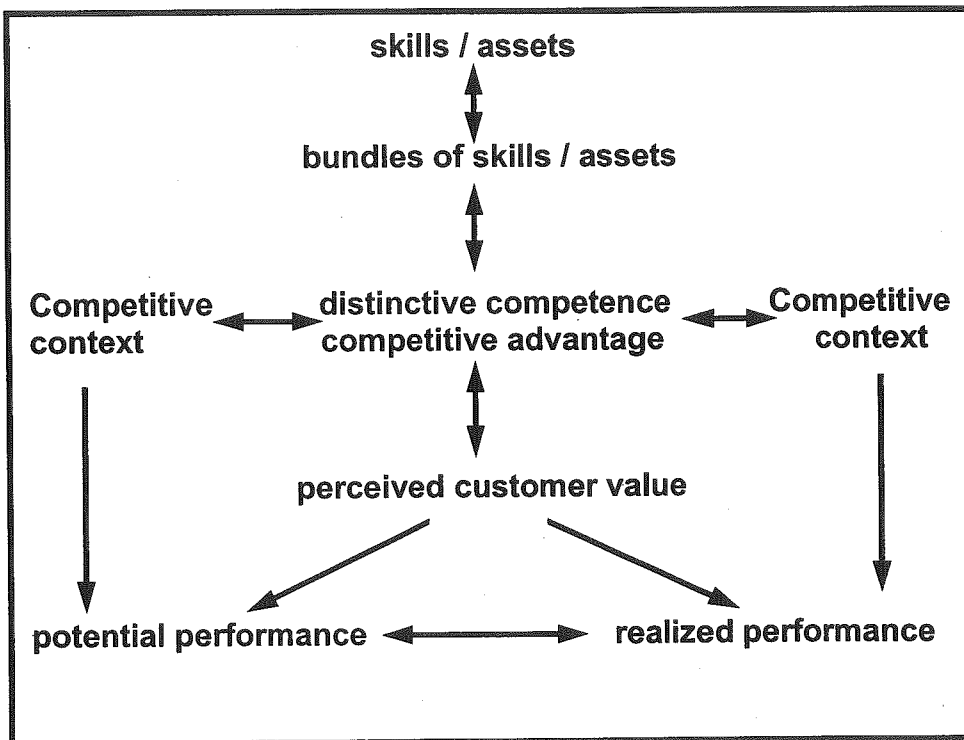 skills / assets
bundles of skills / assets
Competitive
context
distinctive competence
competitive advantage
Competitive
context
perceived customer value
potential performance
realized performance